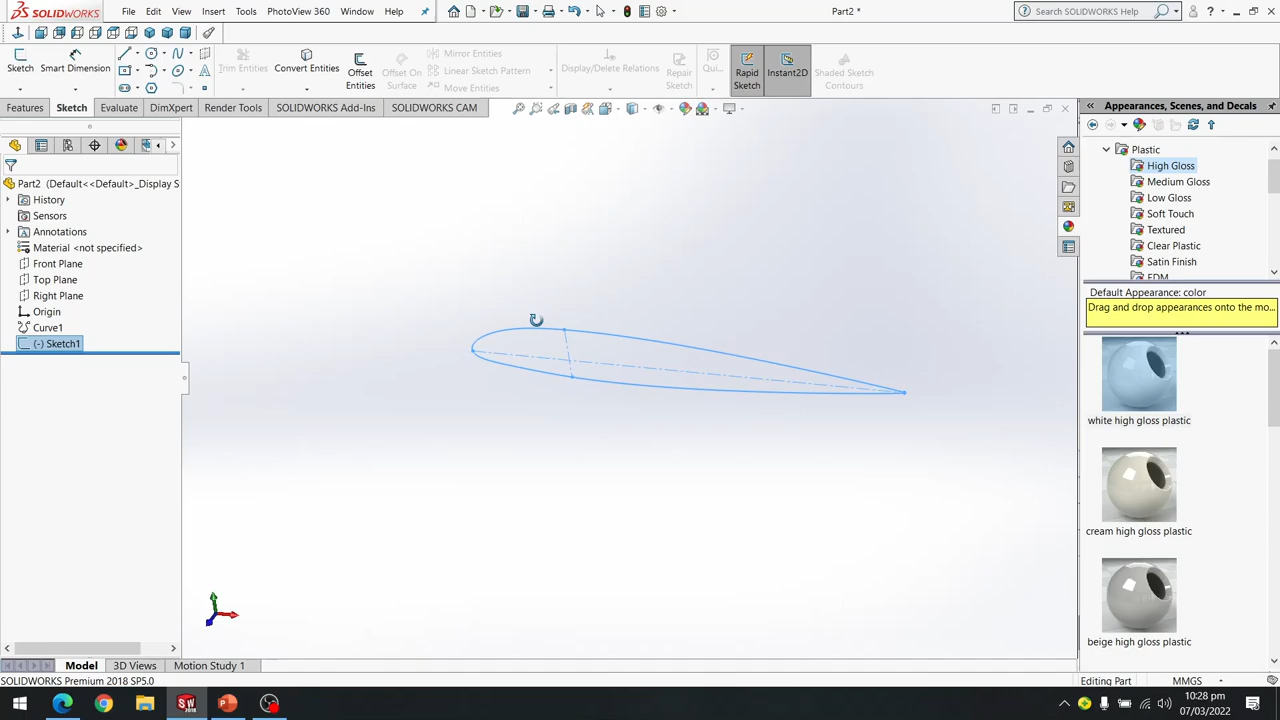 SOLIDWORKS
File
Edit
View
Insert
Tools
PhotoView 360
Window
Help
Part2 *
Search SOLIDWORKS Help
Sketch
Smart Dimension
Trim Entities
Convert Entities
Offset Entities
Offset On Surface
Mirror Entities
Linear Sketch Pattern
Move Entities
Display/Delete Relations
Repair Sketch
Qui...
Rapid Sketch
Instant2D
Shaded Sketch Contours
Features
Sketch
Evaluate
DimXpert
Render Tools
SOLIDWORKS Add-Ins
SOLIDWORKS CAM
Appearances, Scenes, and Decals
Part2 (Default<<Default>_Display S
History
Sensors
Annotations
Material <not specified>
Front Plane
Top Plane
Right Plane
Origin
Curve1
(-) Sketch1
Plastic
High Gloss
Medium Gloss
Low Gloss
Soft Touch
Textured
Clear Plastic
Satin Finish
EDM
Default Appearance: color
Drag and drop appearances onto the mo...
white high gloss plastic
cream high gloss plastic
beige high gloss plastic
Model
3D Views
Motion Study 1
SOLIDWORKS Premium 2018 SP5.0
Editing Part
MMGS
10:28 pm
07/03/2022